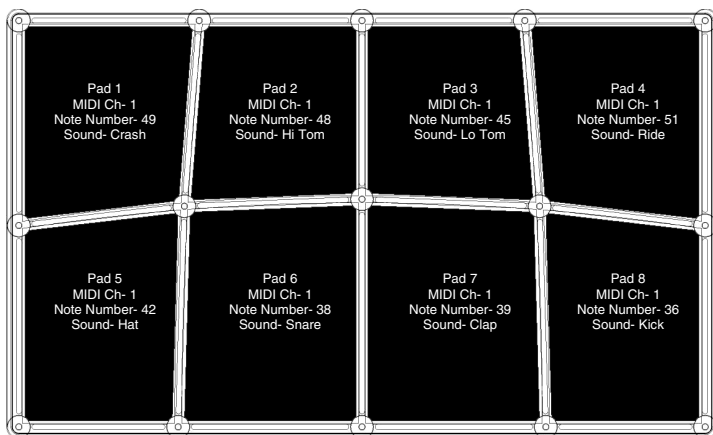 Pad 1
MIDI Ch- 1
Note Number- 49
Sound- Crash
Pad 2
MIDI Ch- 1
Note Number- 48
Sound- Hi Tom
Pad 3
MIDI Ch- 1
Note Number- 45
Sound- Lo Tom
Pad 4
MIDI Ch- 1
Note Number- 51
Sound- Ride
Pad 5
MIDI Ch- 1
Note Number- 42
Sound- Hat
Pad 6
MIDI Ch- 1
Note Number- 38
Sound- Snare
Pad 7
MIDI Ch- 1
Note Number- 39
Sound- Clap
Pad 8
MIDI Ch- 1
Note Number- 36
Sound- Kick